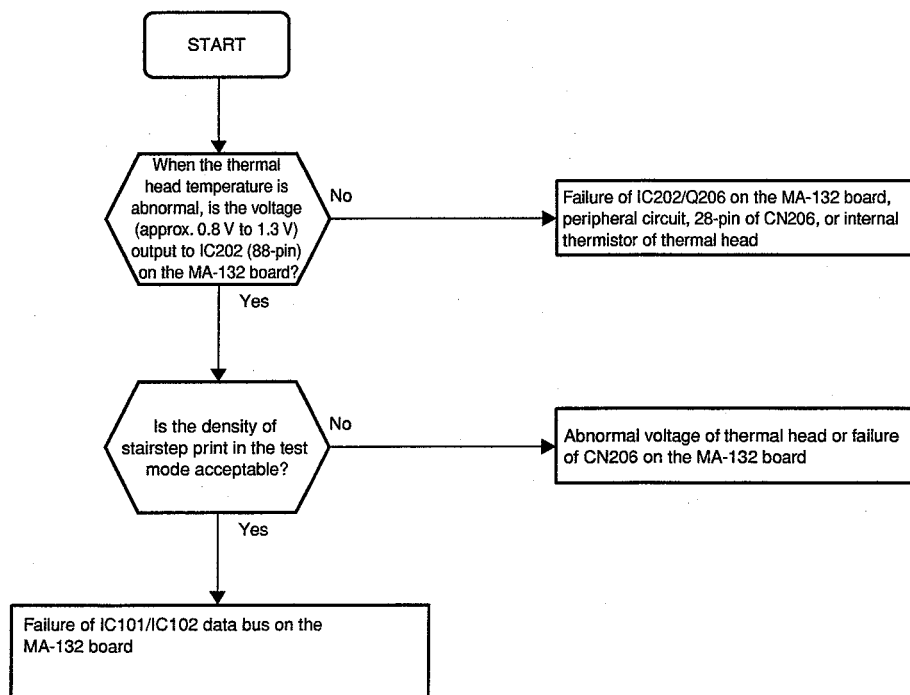 START
When the thermal
head temperature is
abnormal, is the voltage
(approx. 0.8 V to 1.3 V)
output to IC202 (88-pin)
on the MA-132 board?
No
Failure of IC202/Q206 on the MA-132 board,
peripheral circuit, 28-pin of CN206, or internal
thermistor of thermal head
Yes
Is the density of
stairstep print in the test
mode acceptable?
No
Abnormal voltage of thermal head or failure
of CN206 on the MA-132 board
Yes
Failure of IC101/IC102 data bus on the
MA-132 board